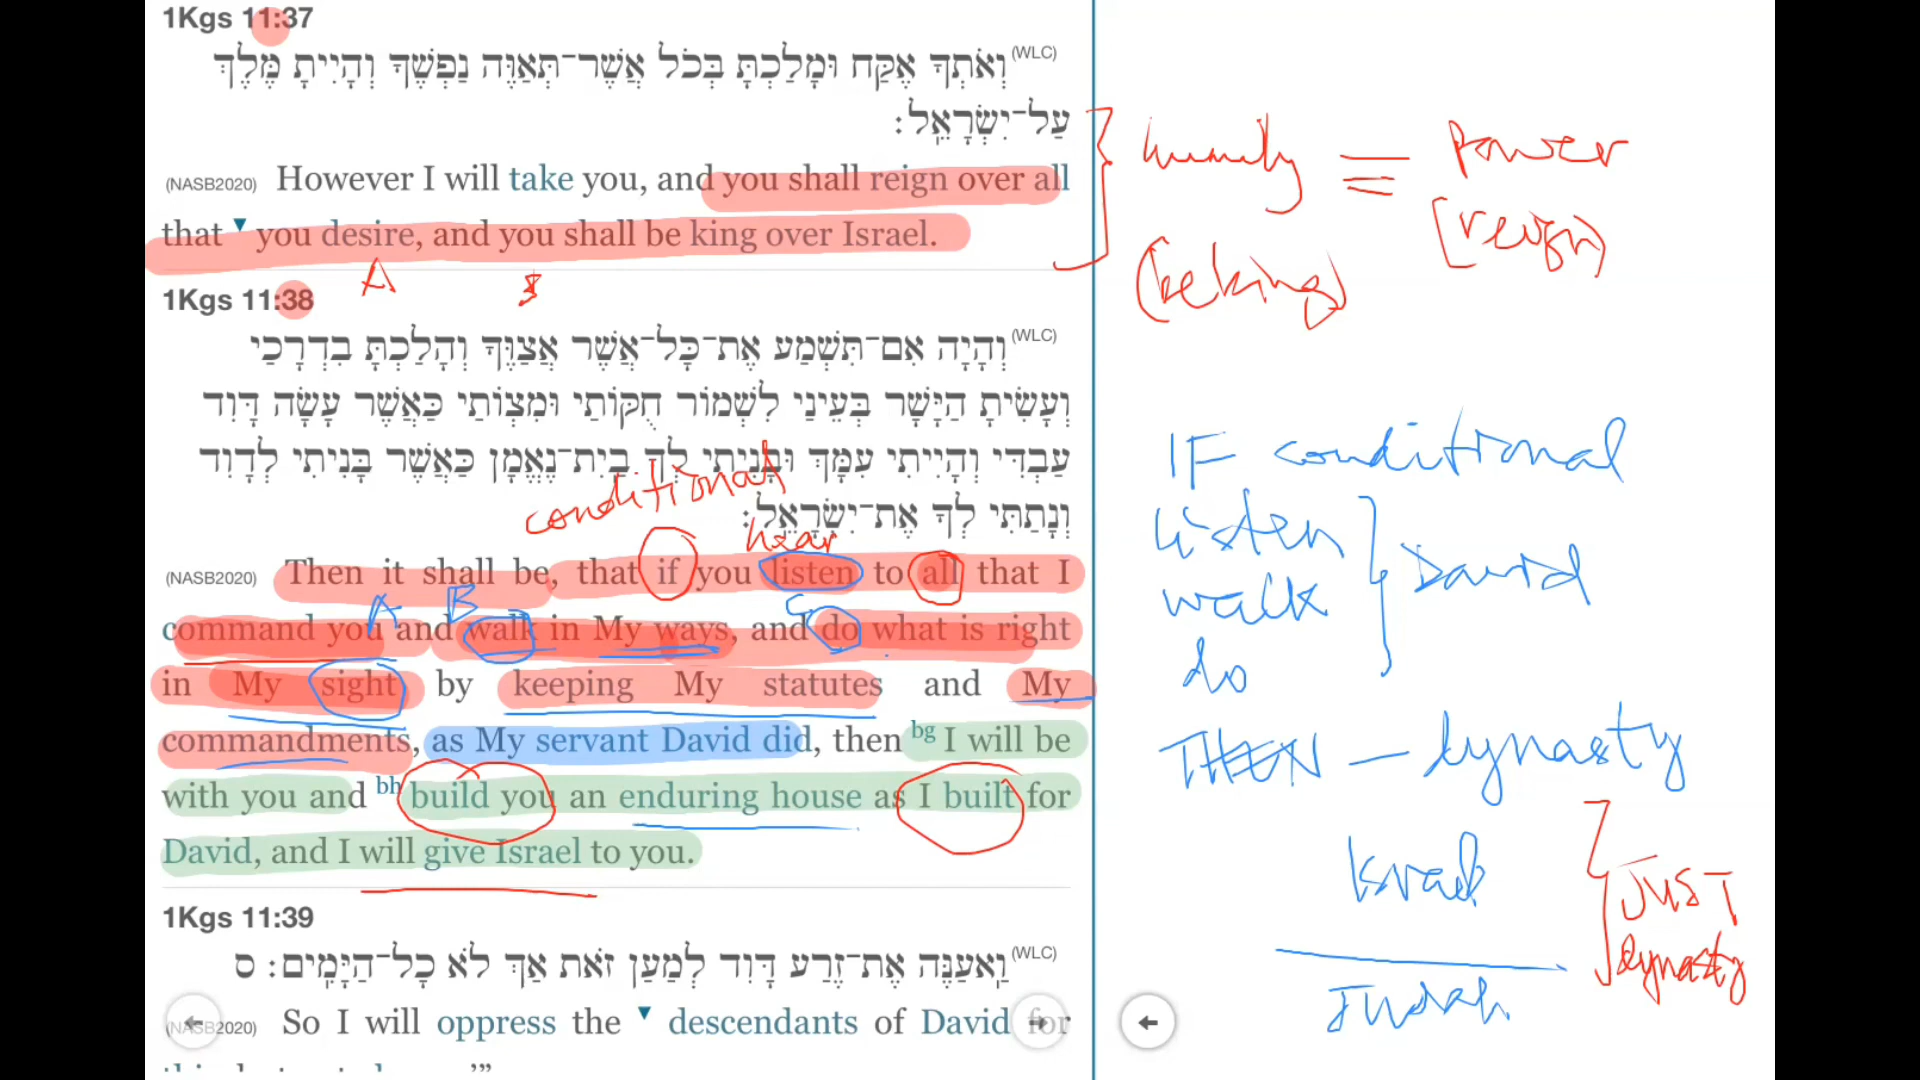 1Kgs 11:37
(WLC) וְאֹתְךָ אֶקַּח וּמָלַכְתָּ בְּכֹל אֲשֶׁר־תְּאַוֶּה נַפְשֶׁךָ וְהָיִיתָ מֶּלֶךְ
עַל־יִשְׂרָאֵל׃
(NASB2020) However I will take you, and you shall reign over all
that you desire, and you shall be king over Israel.
A
1Kgs 11:38
(WLC) וְהָיָה אִם־תִּשְׁמַע אֶת־כָּל־אֲשֶׁר אֲצַוֶּךָ וְהָלַכְתָּ בִדְרָכַי
וְעָשִׂיתָ הַיָּשָׁר בְּעֵינַי לִשְׁמוֹר חֻקּוֹתַי וּמִצְוֹתַי כַּאֲשֶׁר עָשָׂה דָּוִד
עַבְדִּי וְהָיִיתִי עִמָּךְ וּבָנִיתִי לְךָ בַיִת־נֶאֱמָן כַּאֲשֶׁר בָּנִיתִי לְדָוִד
וְנָתַתִּי לְךָ אֶת־יִשְׂרָאֵל׃
conditional
hear
(NASB2020) Then it shall be, that if you listen to all that I
A B C
command you and walk in My ways, and do what is right
in My sight by keeping My statutes and My
commandments, as My servant David did, then bg I will be
with you and bh build you an enduring house as I built for
David, and I will give Israel to you.
1Kgs 11:39
(WLC) וַאעַנֶּה אֶת־זֶרַע דָּוִד לְמַעַן זֹאת אַךְ לֹא כָל־הַיָּמִים׃ ס
(NASB2020) So I will oppress the descendants of David for
= Power
(be king) [reign]
IF conditional
Listen
walk
do
David
THEN – dynasty
Israel
Judah
JUST
dynasty